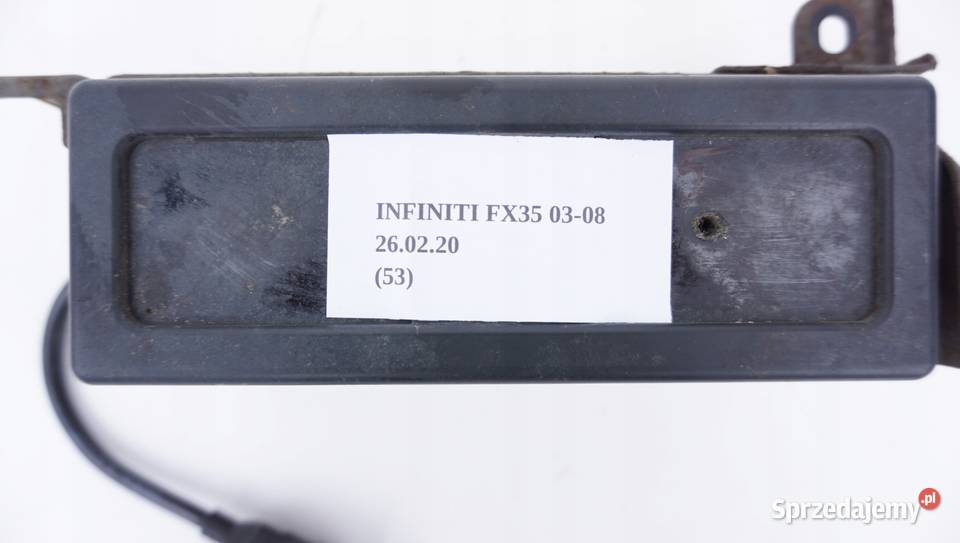 INFINITI FX35 03-08
26.02.20
(53)
Sprzedajemy.pl